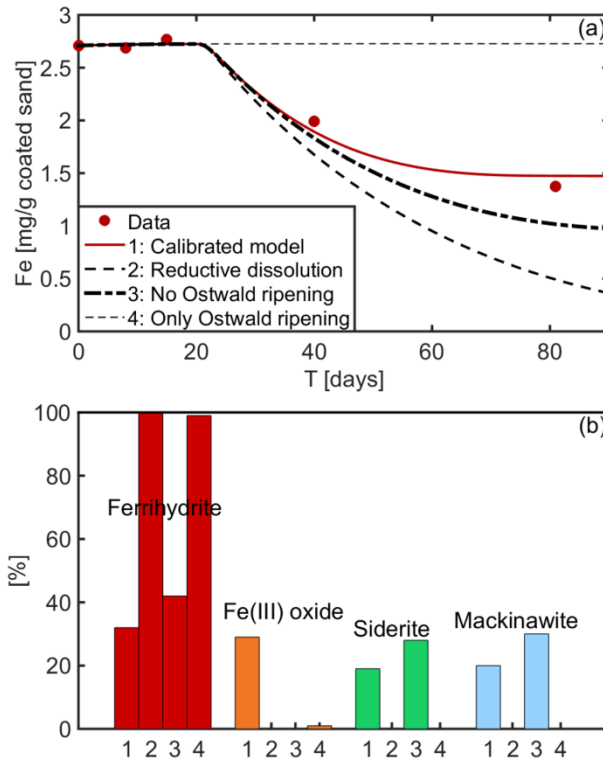 (a)
3
2.5
2
1.5
1
0.5
0
Fe [mg/g coated sand]
Data
1: Calibrated model
2: Reductive dissolution
3: No Ostwald ripening
4: Only Ostwald ripening
0 20 40 60 80
T [days]
(b)
100
80
60
40
20
0
[%]
Ferrihydrite
Fe(III) oxide
Siderite
Mackinawite
1 2 3 4 1 2 3 4 1 2 3 4 1 2 3 4